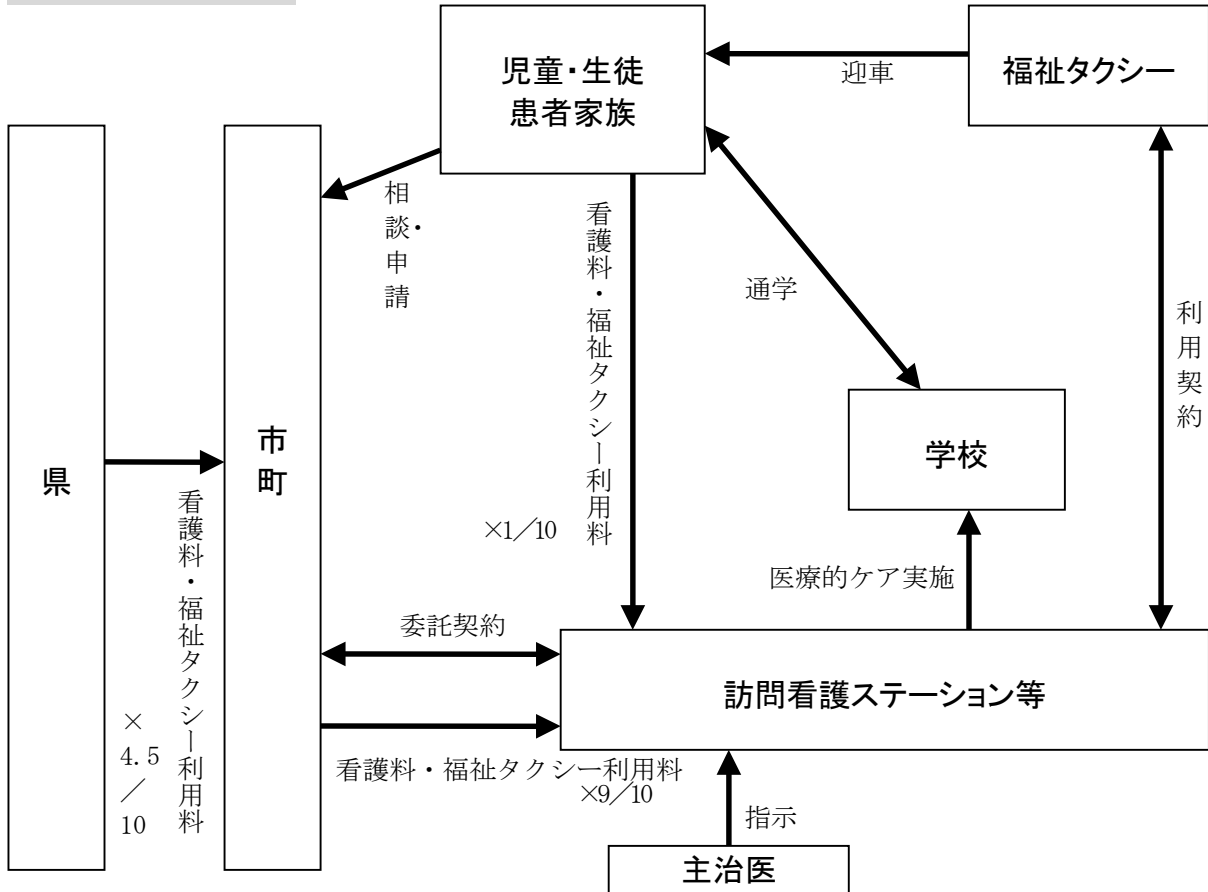 児童・生徒
患者家族
福祉タクシー
迎車
相談・申請
看護料・福祉タクシー利用料
×1／10
通学
利用契約
学校
県
市町
看護料・福祉タクシー利用料
×4.5／10
医療的ケア実施
委託契約
訪問看護ステーション等
看護料・福祉タクシー利用料
×9／10
指示
主治医